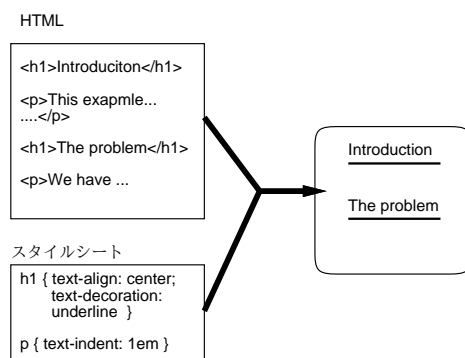 HTML
<h1>Introduciton</h1>
<p>This exapmle...
....</p>
<h1>The problem</h1>
<p>We have ...
スタイルシート
h1 { text-align: center;
text-decoration:
underline }
p { text-indent: 1em }
Introduction
The problem